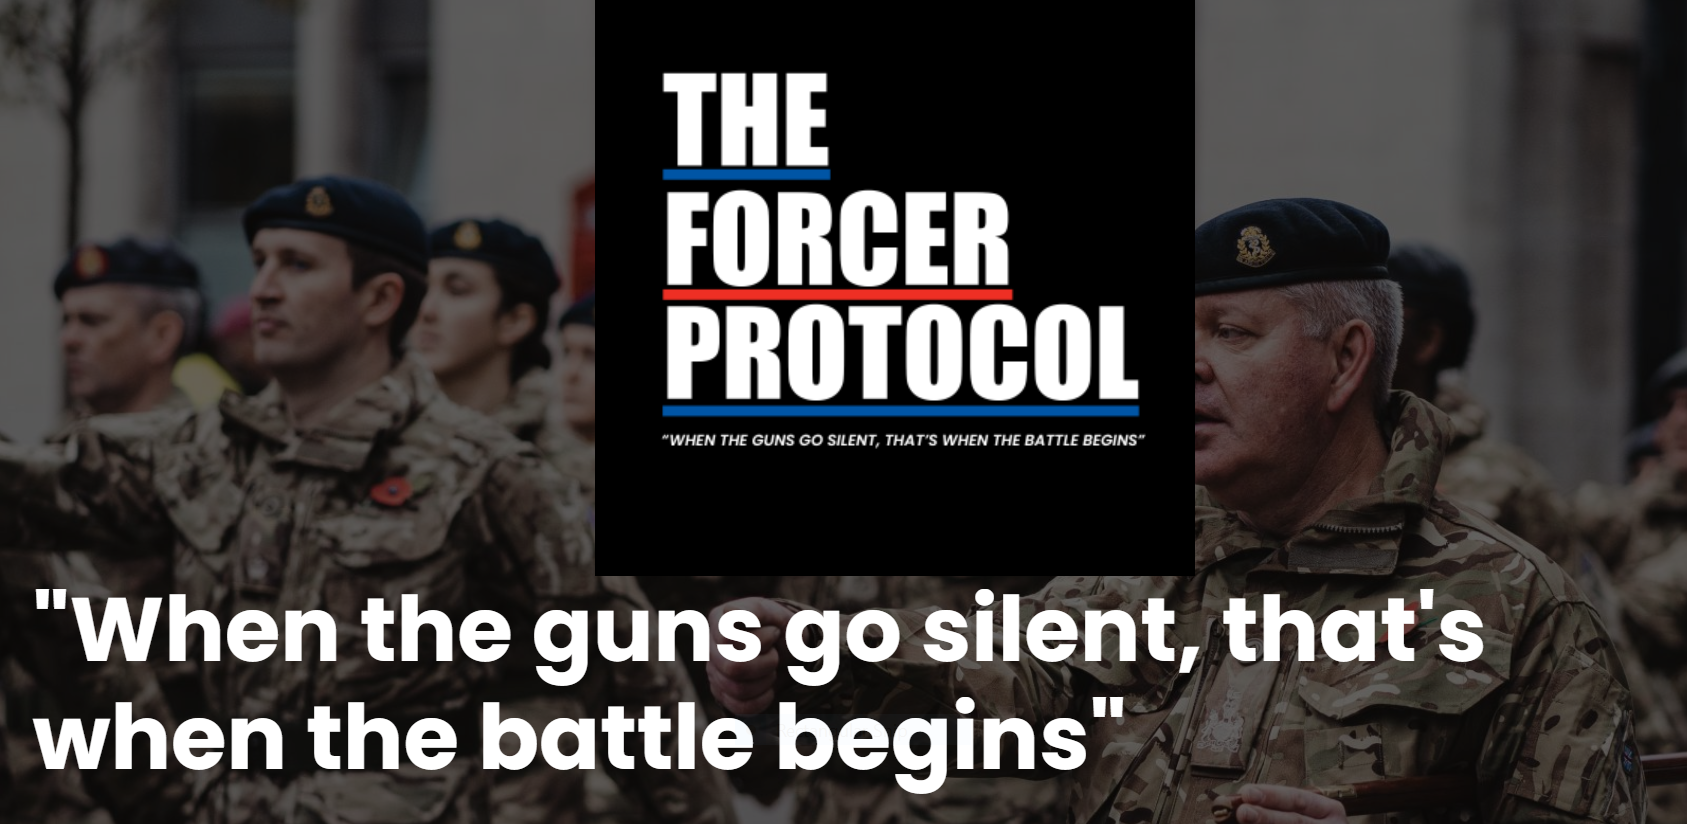 THE
FORCER
PROTOCOL
“WHEN THE GUNS GO SILENT, THAT’S WHEN THE BATTLE BEGINS”
"When the guns go silent, that's
when the battle begins"